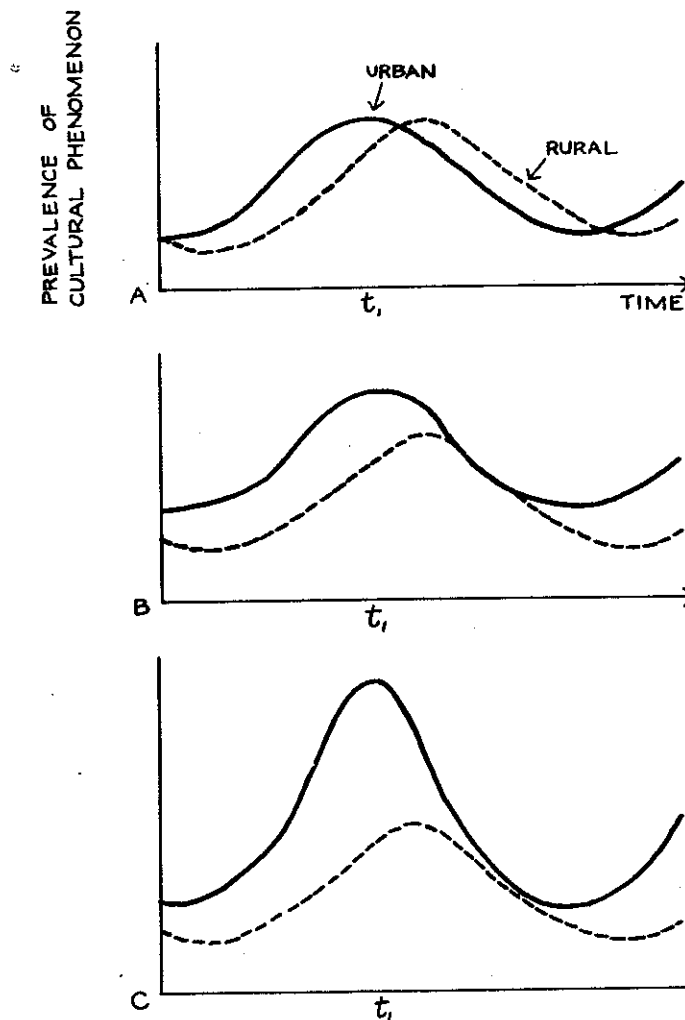 PREVALENCE OF
CULTURAL PHENOMENON
URBAN
RURAL
A
t₁
TIME
B
t₁
C
t₁